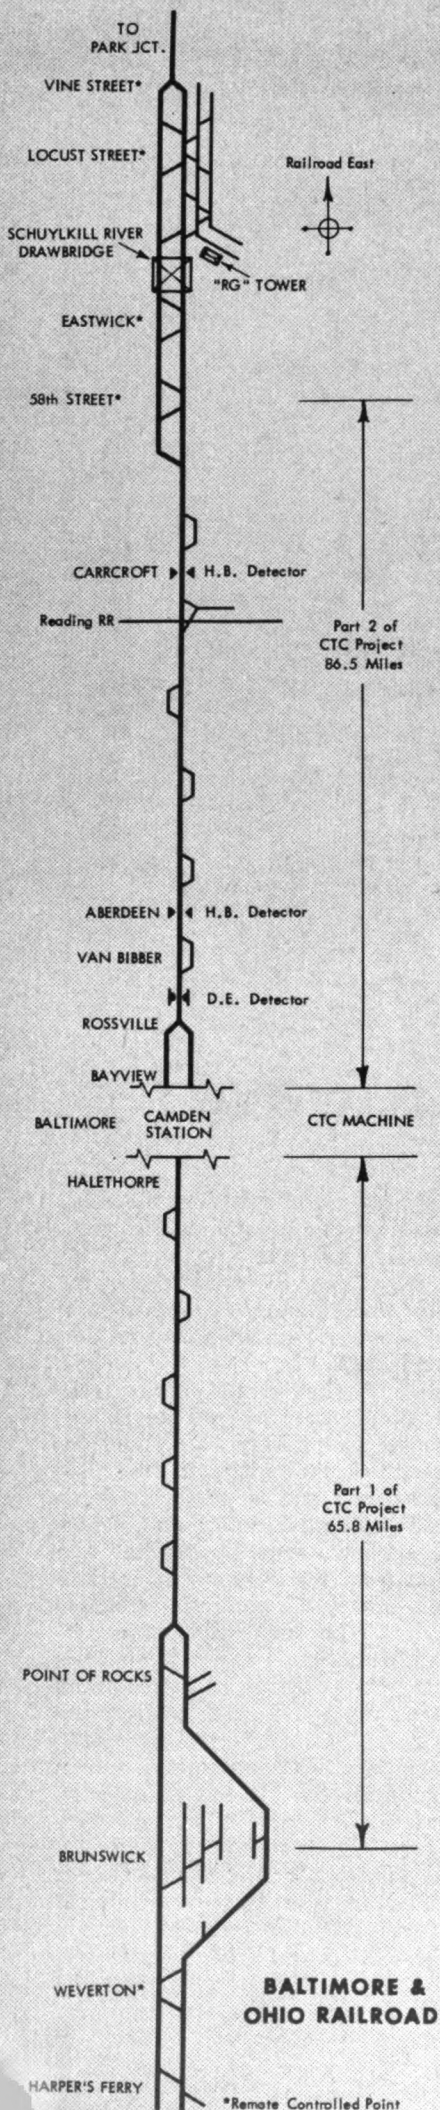 TO
PARK JCT.
VINE STREET*
LOCUST STREET*
Railroad East
SCHUYLKILL RIVER
DRAWBRIDGE
"RG" TOWER
EASTWICK*
58th STREET*
CARRCROFT
H.B. Detector
Reading RR
Part 2 of
CTC Project
86.5 Miles
ABERDEEN
H.B. Detector
VAN BIBBER
D.E. Detector
ROSSVILLE
BAYVIEW
BALTIMORE
CAMDEN
STATION
CTC MACHINE
HALETHORPE
Part 1 of
CTC Project
65.8 Miles
POINT OF ROCKS
BRUNSWICK
WEVERTON*
BALTIMORE &
OHIO RAILROAD
HARPER'S FERRY
*Remote Controlled Point